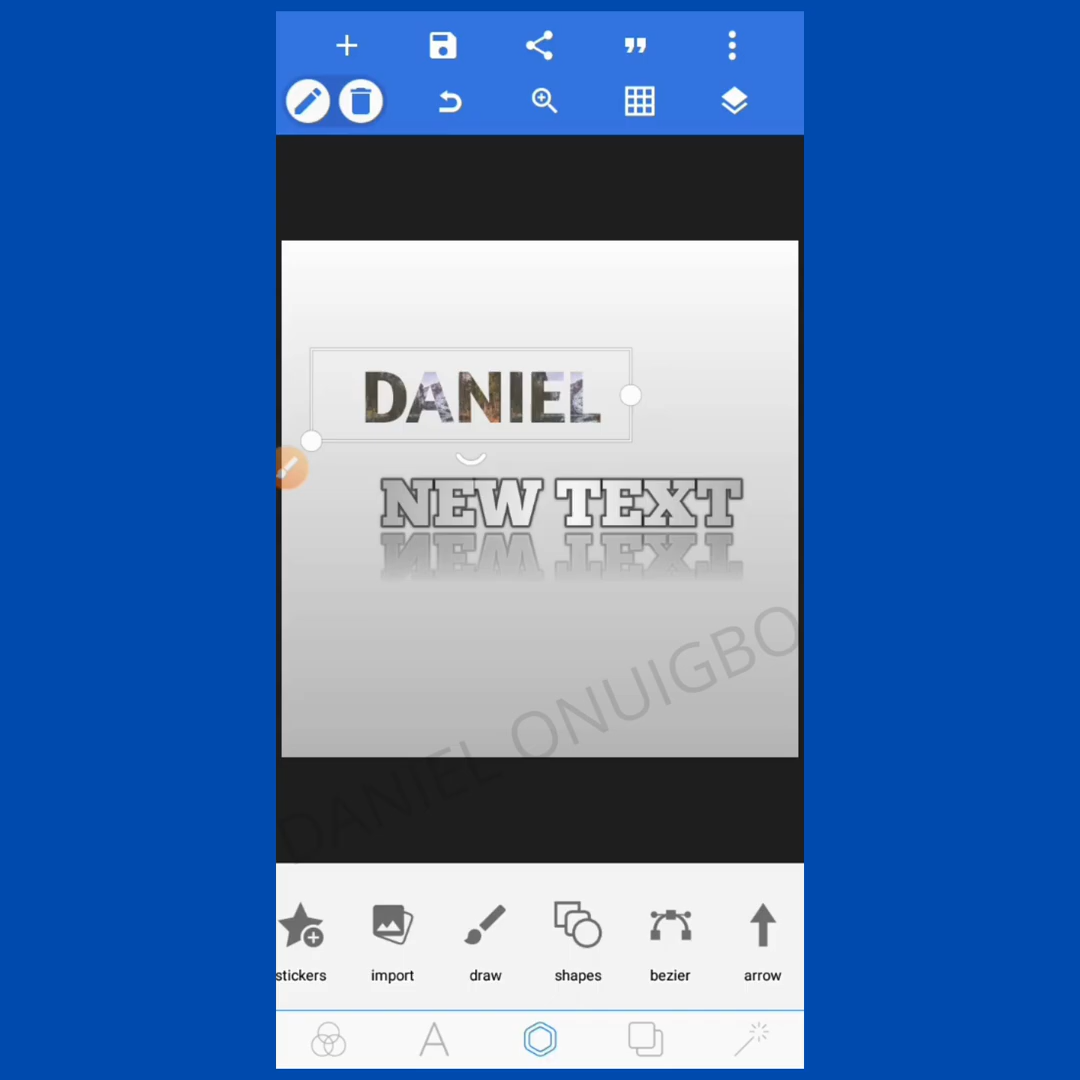 DANIEL
NEW TEXT
DANIEL ONUIGBO
stickers
import
draw
shapes
bezier
arrow